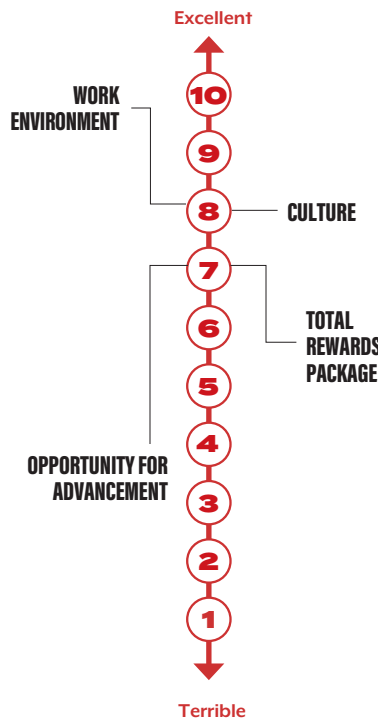 Excellent
10
WORK
ENVIRONMENT
9
8
CULTURE
7
6
TOTAL
REWARDS
PACKAGE
5
4
OPPORTUNITY FOR
ADVANCEMENT
3
2
1
Terrible